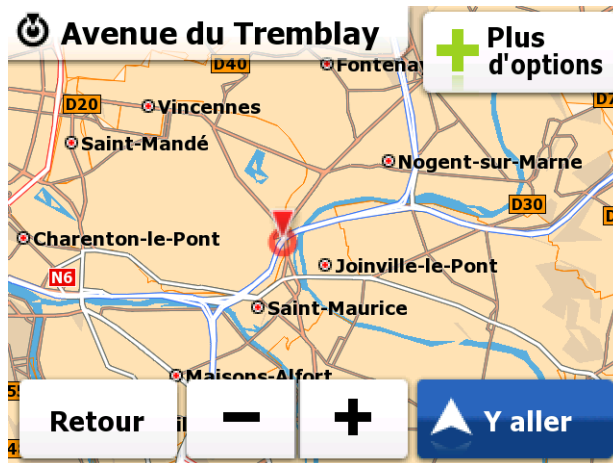 Avenue du Tremblay
Plus
d'options
D40
Fontenay
D20
Vincennes
Saint-Mandé
Nogent-sur-Marne
D30
Charenton-le-Pont
Joinville-le-Pont
N6
Saint-Maurice
Maisons-Alfort
Retour
−
+
Y aller